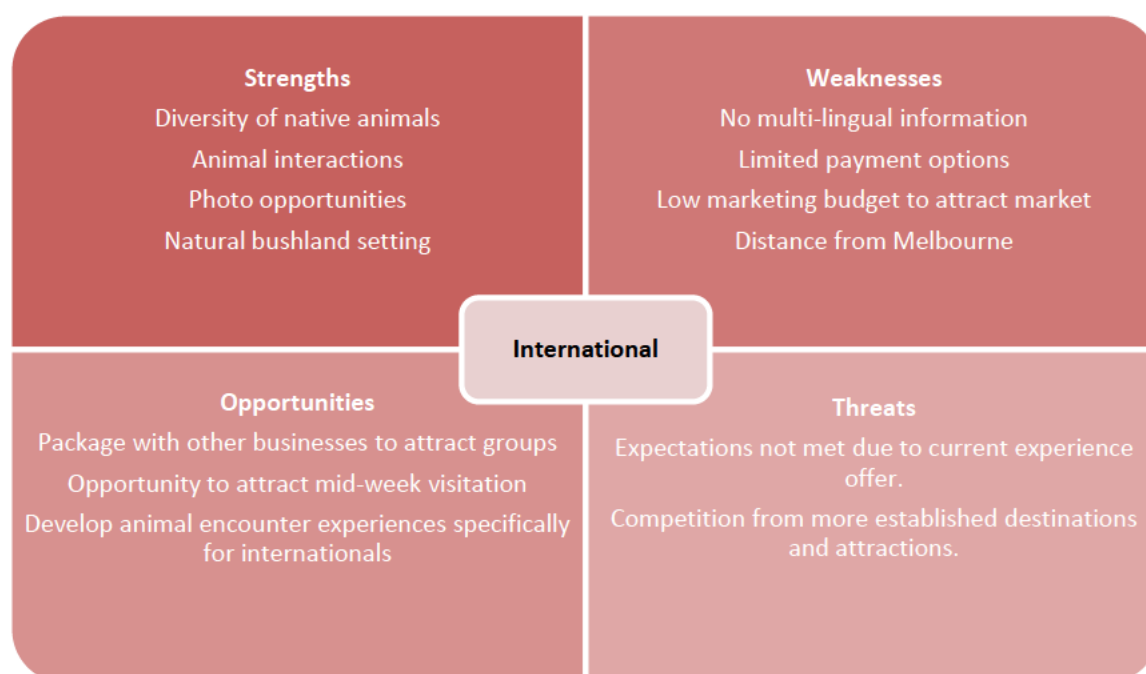 Strengths
Diversity of native animals
Animal interactions
Photo opportunities
Natural bushland setting
Weaknesses
No multi-lingual information
Limited payment options
Low marketing budget to attract market
Distance from Melbourne
International
Opportunities
Package with other businesses to attract groups
Opportunity to attract mid-week visitation
Develop animal encounter experiences specifically
for internationals
Threats
Expectations not met due to current experience
offer.
Competition from more established destinations
and attractions.